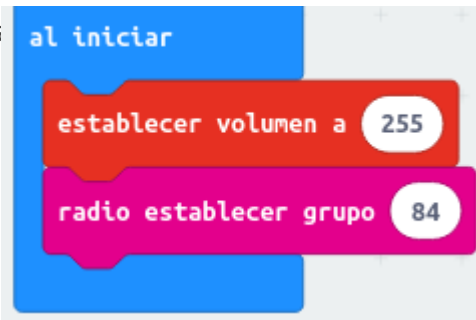 al iniciar
establecer volumen a 255
radio establecer grupo 84